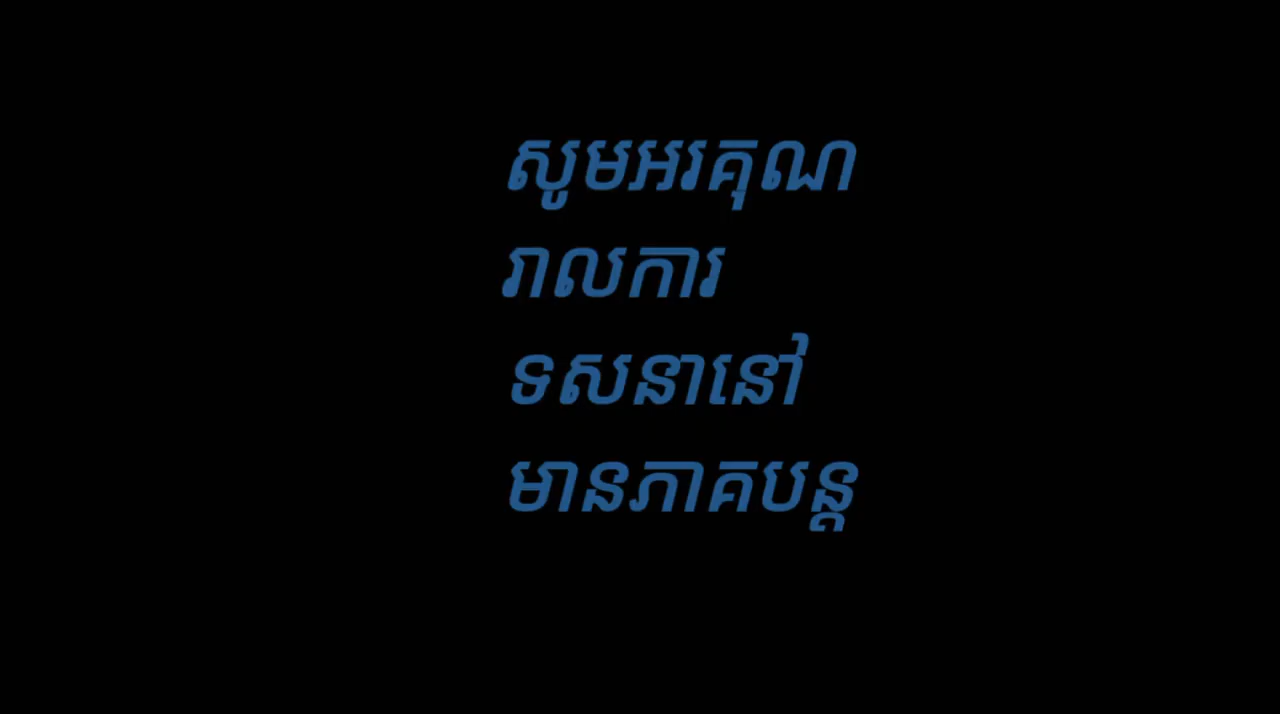 សូមអរគុណ
រាលការ
ទសនានៅ
មានភាគបន្ត